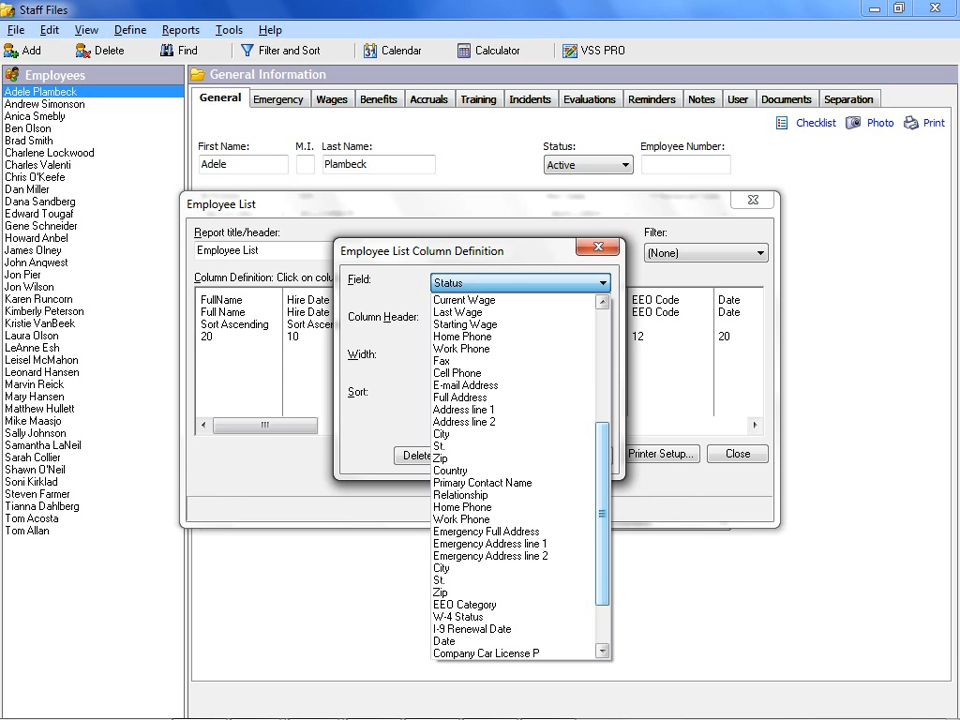 Staff Files
File Edit View Define Reports Tools Help
Add Delete Find Filter and Sort Calendar Calculator VSS PRO
Employees
Adele Plambeck
Andrew Simonson
Anica Smebly
Ben Olson
Brad Smith
Charlene Lockwood
Charles Valenti
Chris O'Keefe
Dan Miller
Dana Sandberg
Edward Tougaf
Gene Schneider
Howard Anbel
James Olney
John Anqwest
Jon Pier
Jon Wilson
Karen Runcorn
Kimberly Peterson
Kristie VanBeek
Laura Olson
LeAnne Esh
Leisel McMahon
Leonard Hansen
Marvin Reick
Mary Hansen
Matthew Hullett
Mike Maasjo
Sally Johnson
Samantha LaNeil
Sarah Collier
Shawn O'Neil
Soni Kirklad
Steven Farmer
Tianna Dahlberg
Tom Acosta
Tom Allan
General Information
General Emergency Wages Benefits Accruals Training Incidents Evaluations Reminders Notes User Documents Separation
Checklist Photo Print
First Name: M.I. Last Name: Status: Employee Number:
Adele Plambeck Active
Employee List
Report title/header: Filter:
Employee List (None)
Column Definition: Click on colu
FullName Hire Date EEO Code Date
Full Name Hire Date EEO Code Date
Sort Ascending Sort Ascer
20 10 12 20
Printer Setup... Close
Employee List Column Definition
Field: Status
Column Header:
Width:
Sort:
Delete
Current Wage
Last Wage
Starting Wage
Home Phone
Work Phone
Fax
Cell Phone
E-mail Address
Full Address
Address line 1
Address line 2
City
St.
Zip
Country
Primary Contact Name
Relationship
Home Phone
Work Phone
Emergency Full Address
Emergency Address line 1
Emergency Address line 2
City
St.
Zip
EEO Category
W-4 Status
I-9 Renewal Date
Date
Company Car License P